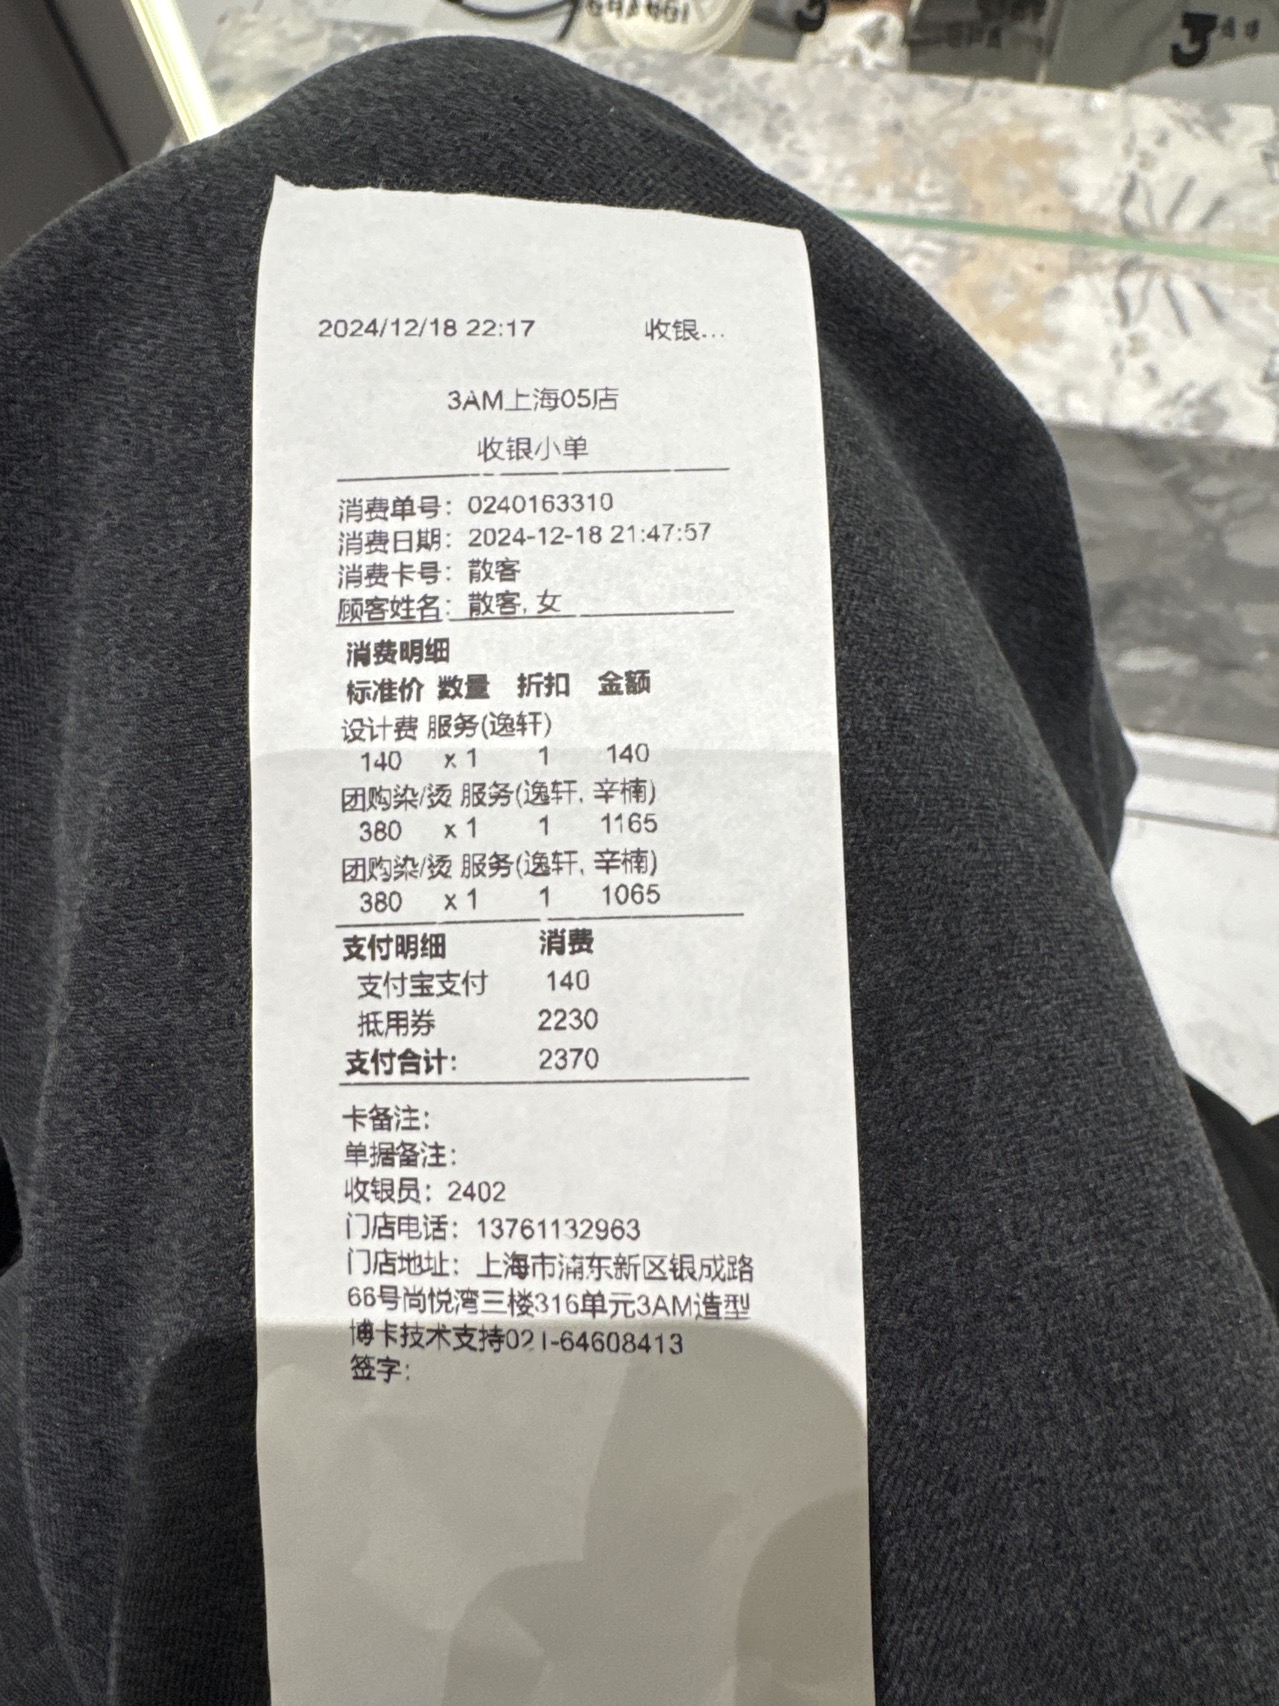 2024/12/18 22:17 收银...
3AM上海05店
收银小单
消费单号：0240163310
消费日期：2024-12-18 21:47:57
消费卡号：散客
顾客姓名：散客, 女
消费明细
标准价 数量 折扣 金额
设计费 服务(逸轩)
140 x 1 1 140
团购染/烫 服务(逸轩, 辛楠)
380 x 1 1 1165
团购染/烫 服务(逸轩, 辛楠)
380 x 1 1 1065
支付明细 消费
支付宝支付 140
抵用券 2230
支付合计: 2370
卡备注:
单据备注:
收银员：2402
门店电话：13761132963
门店地址：上海市浦东新区银成路
66号尚悦湾三楼316单元3AM造型
博卡技术支持021-64608413
签字: